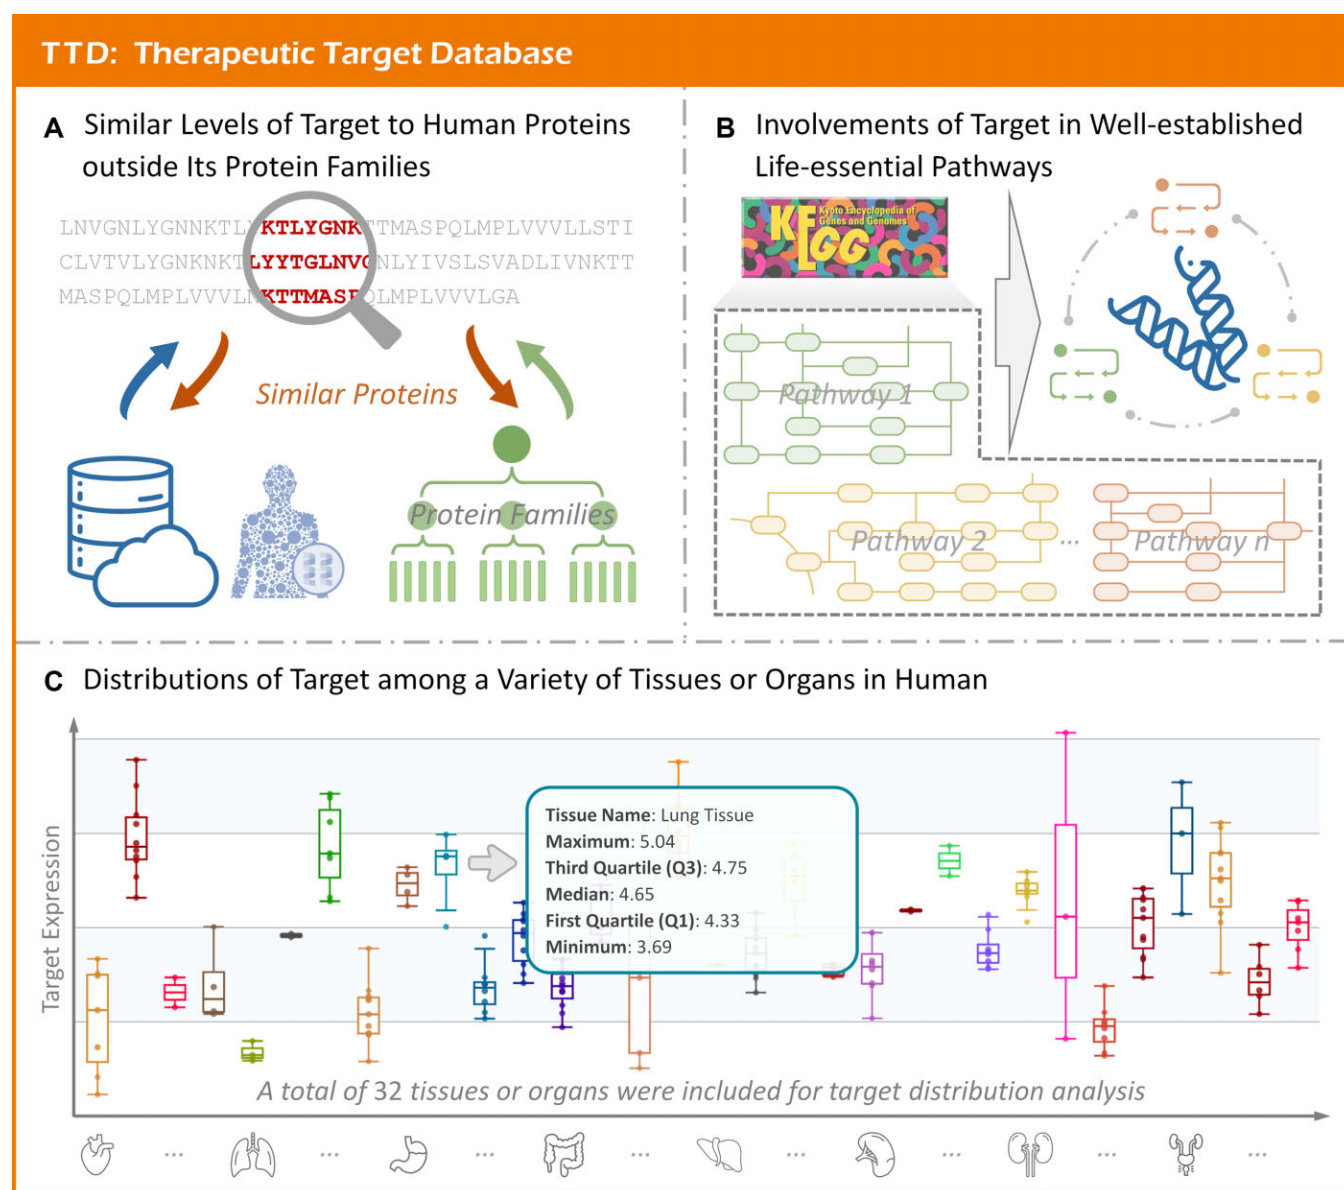 TTD: Therapeutic Target Database
A Similar Levels of Target to Human Proteins
outside Its Protein Families
KTLYGNK
TTMASPQLMPLVVVLLSTI
LNVGNLYGNNKTL
CLVTVLYGNKNKT
LYYTGLNV
NLYIVSLSVADLIVNKTT
MASPQLMPLVVVL
KTTMASP
QLMPLVVVLGA
Similar Proteins
Protein Families
B Involvements of Target in Well-established
Life-essential Pathways
KEGG
Kyoto Encyclopedia of
Genes and Genomes
Pathway 1
Pathway 2
...
Pathway n
C Distributions of Target among a Variety of Tissues or Organs in Human
Target Expression
Tissue Name: Lung Tissue
Maximum: 5.04
Third Quartile (Q3): 4.75
Median: 4.65
First Quartile (Q1): 4.33
Minimum: 3.69
A total of 32 tissues or organs were included for target distribution analysis
... ... ... ... ... ... ... ...